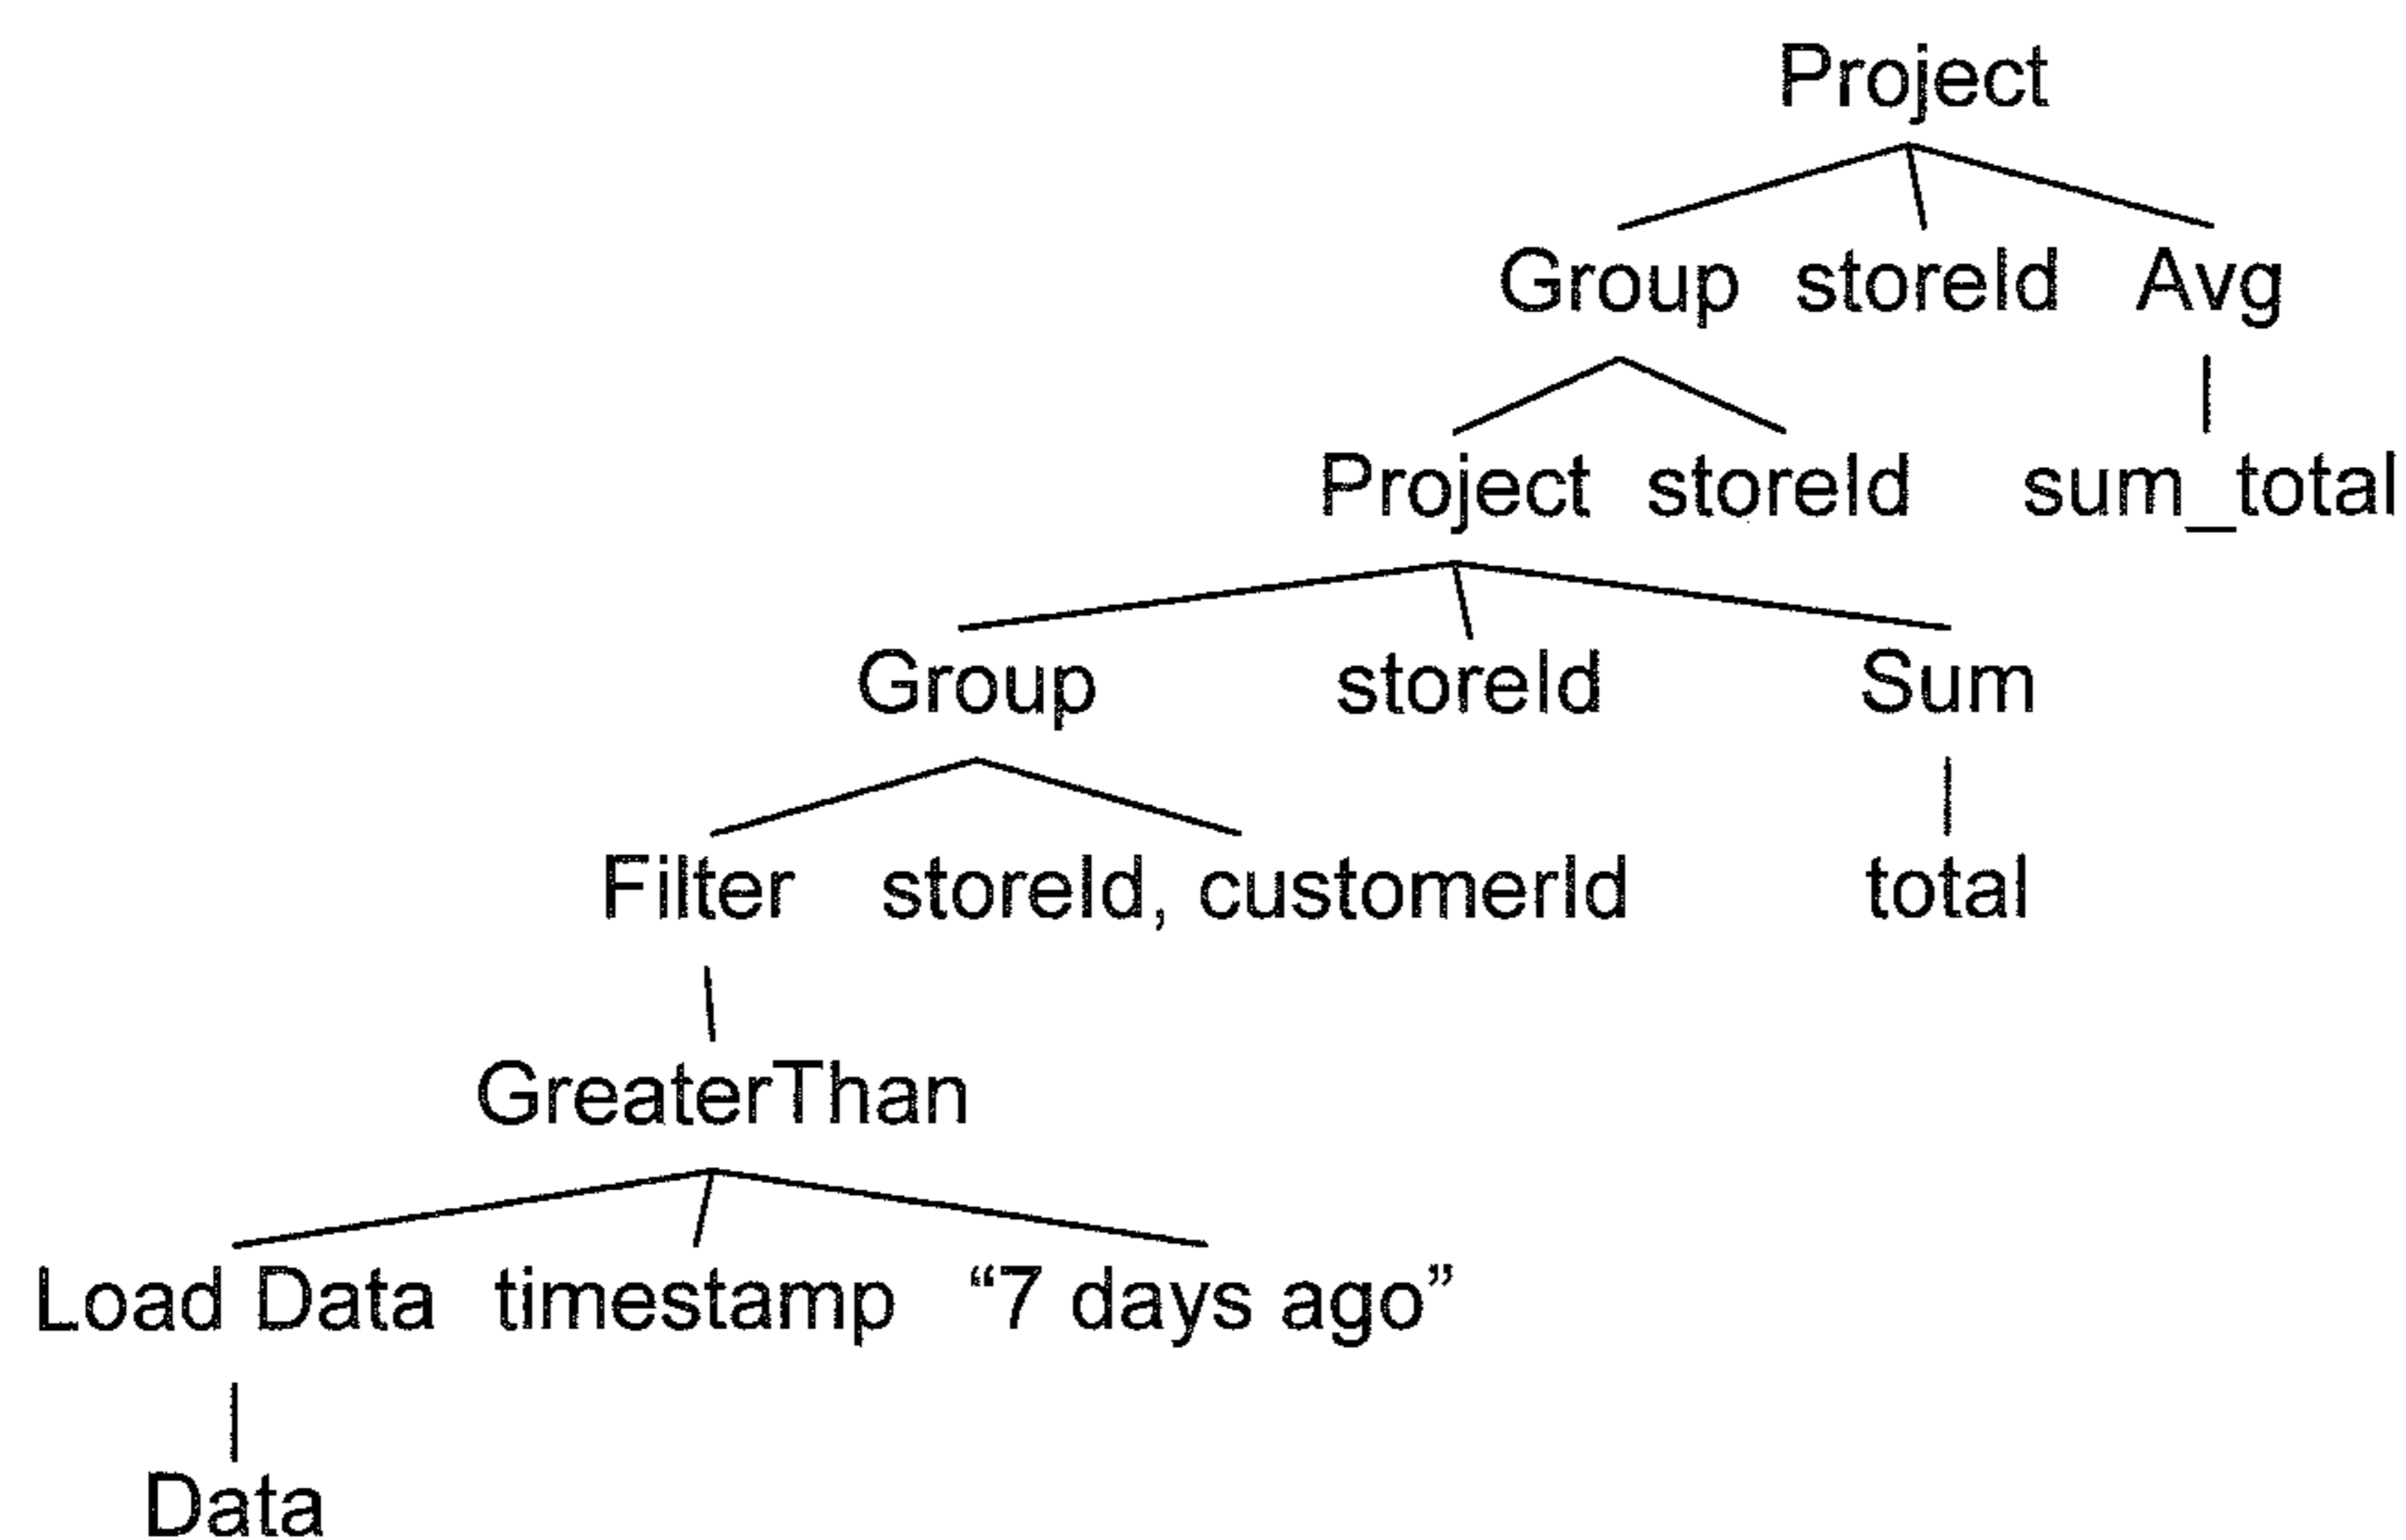 Project
Group storeId Avg
Project storeId sum_total
Group storeId Sum
Filter storeId, customerId total
GreaterThan
Load Data timestamp “7 days ago”
Data